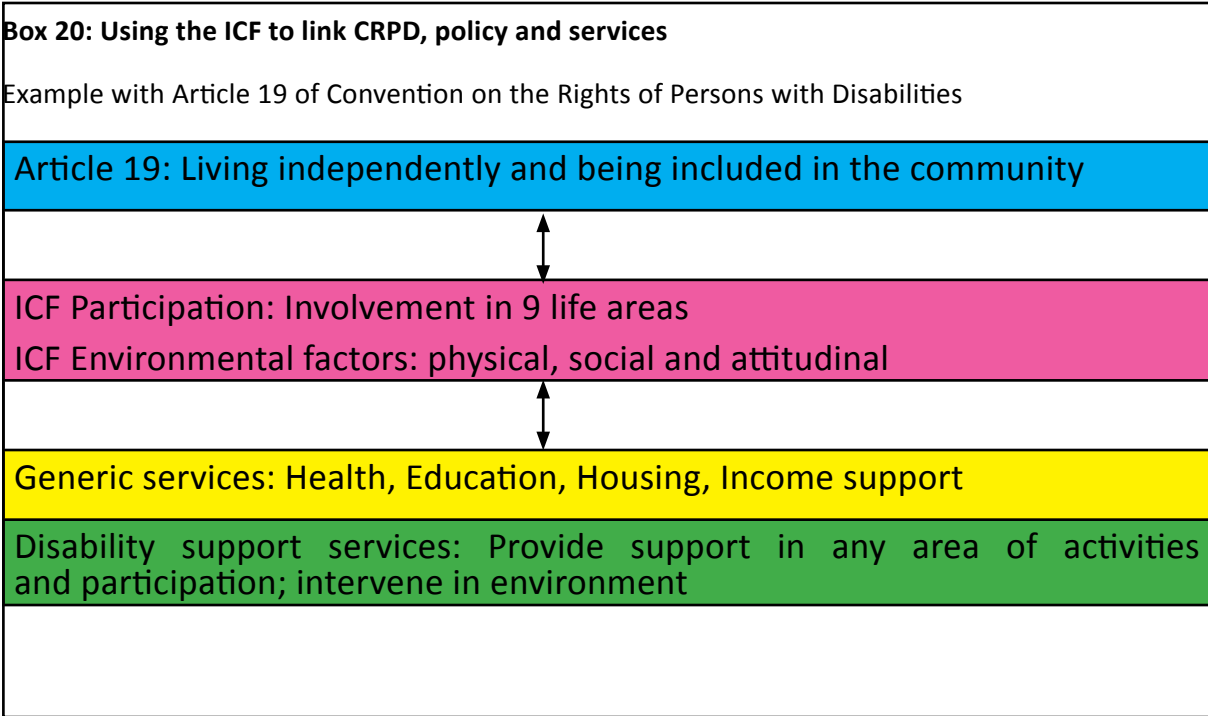 Box 20: Using the ICF to link CRPD, policy and services
Example with Article 19 of Convention on the Rights of Persons with Disabilities
Article 19: Living independently and being included in the community
ICF Participation: Involvement in 9 life areas
ICF Environmental factors: physical, social and attitudinal
Generic services: Health, Education, Housing, Income support
Disability support services: Provide support in any area of activities
and participation; intervene in environment